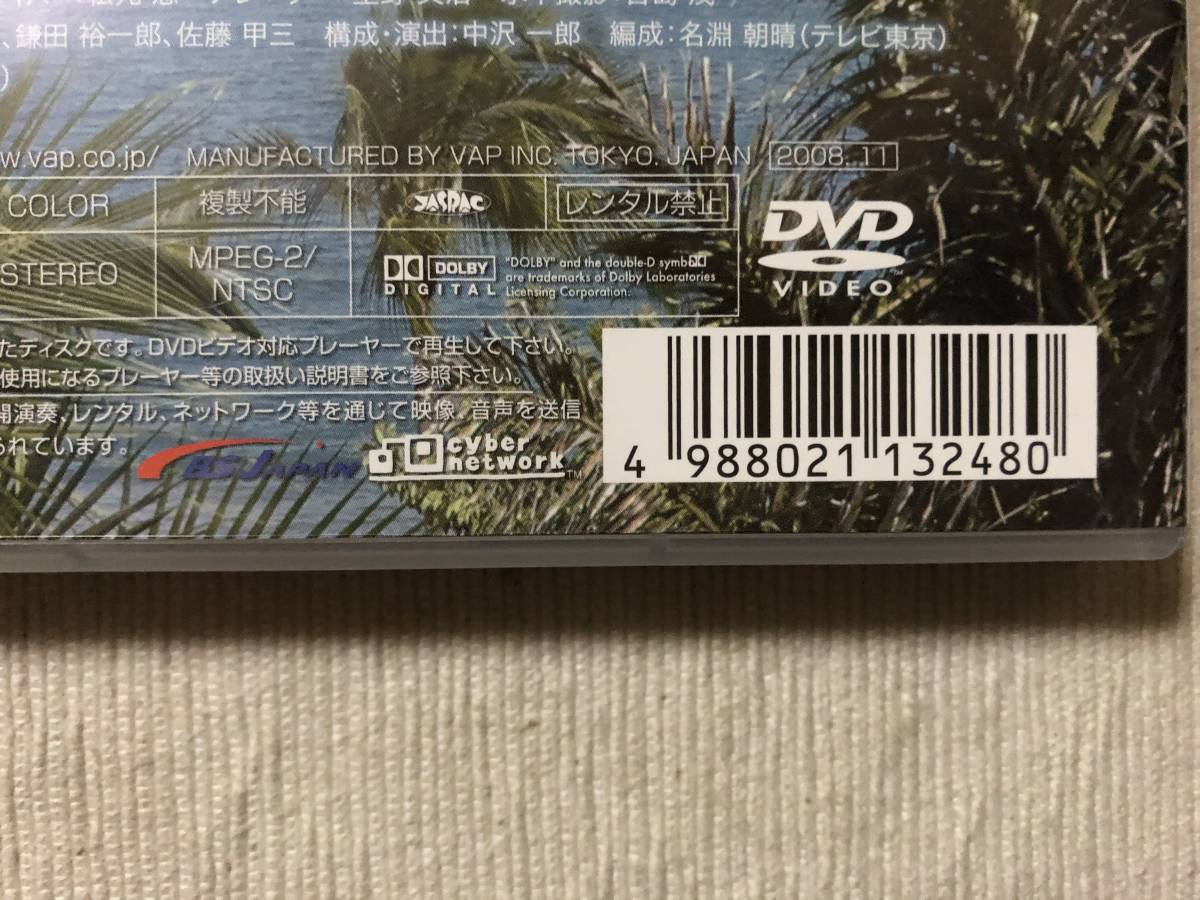 、鎌田 裕一郎、佐藤 甲三 構成・演出：中沢 一郎 編成：名淵 朝晴（テレビ東京）
）
w.vap.co.jp/ MANUFACTURED BY VAP INC. TOKYO. JAPAN 2008. 11
COLOR 複製不能 JASRAC レンタル禁止
STEREO MPEG-2/
NTSC
DOLBY
DIGITAL
"DOLBY" and the double-D symbol
are trademarks of Dolby Laboratories
Licensing Corporation.
DVD
VIDEO
たディスクです。DVDビデオ対応プレーヤーで再生して下さい。
使用になるプレーヤー等の取扱い説明書をご参照下さい。
開演奏、レンタル、ネットワーク等を通じて映像、音声を送信
られています。
BS JAPAN
cyber
network™
4 988021 132480